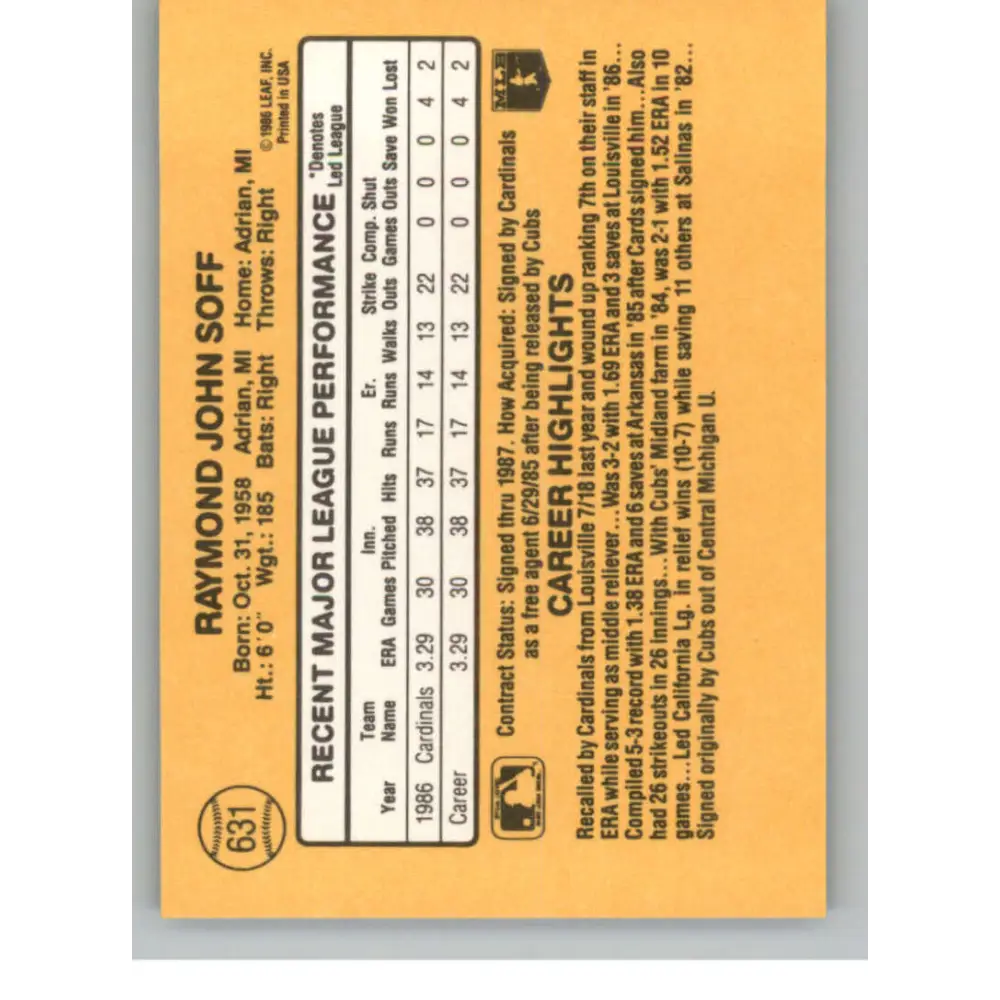 631
RAYMOND JOHN SOFF
Born: Oct. 31, 1958 Adrian, MI Home: Adrian, MI
Ht.: 6'0" Wgt.: 185 Bats: Right Throws: Right
© 1986 LEAF, INC.
Printed in USA
RECENT MAJOR LEAGUE PERFORMANCE *Denotes Led League
Team Inn. Er. Strike Comp. Shut
Year Name ERA Games Pitched Hits Runs Runs Walks Outs Games Outs Save Won Lost
1986 Cardinals 3.29 30 38 37 17 14 13 22 0 0 0 4 2
Career 3.29 30 38 37 17 14 13 22 0 0 0 4 2
Contract Status: Signed thru 1987. How Acquired: Signed by Cardinals
as a free agent 6/29/85 after being released by Cubs
MLB
CAREER HIGHLIGHTS
Recalled by Cardinals from Louisville 7/18 last year and wound up ranking 7th on their staff in
ERA while serving as middle reliever...Was 3-2 with 1.69 ERA and 3 saves at Louisville in '86...
Compiled 5-3 record with 1.38 ERA and 6 saves at Arkansas in '85 after Cards signed him...Also
had 26 strikeouts in 26 innings...With Cubs' Midland farm in '84, was 2-1 with 1.52 ERA in 10
games...Led California Lg. in relief wins (10-7) while saving 11 others at Salinas in '82...
Signed originally by Cubs out of Central Michigan U.